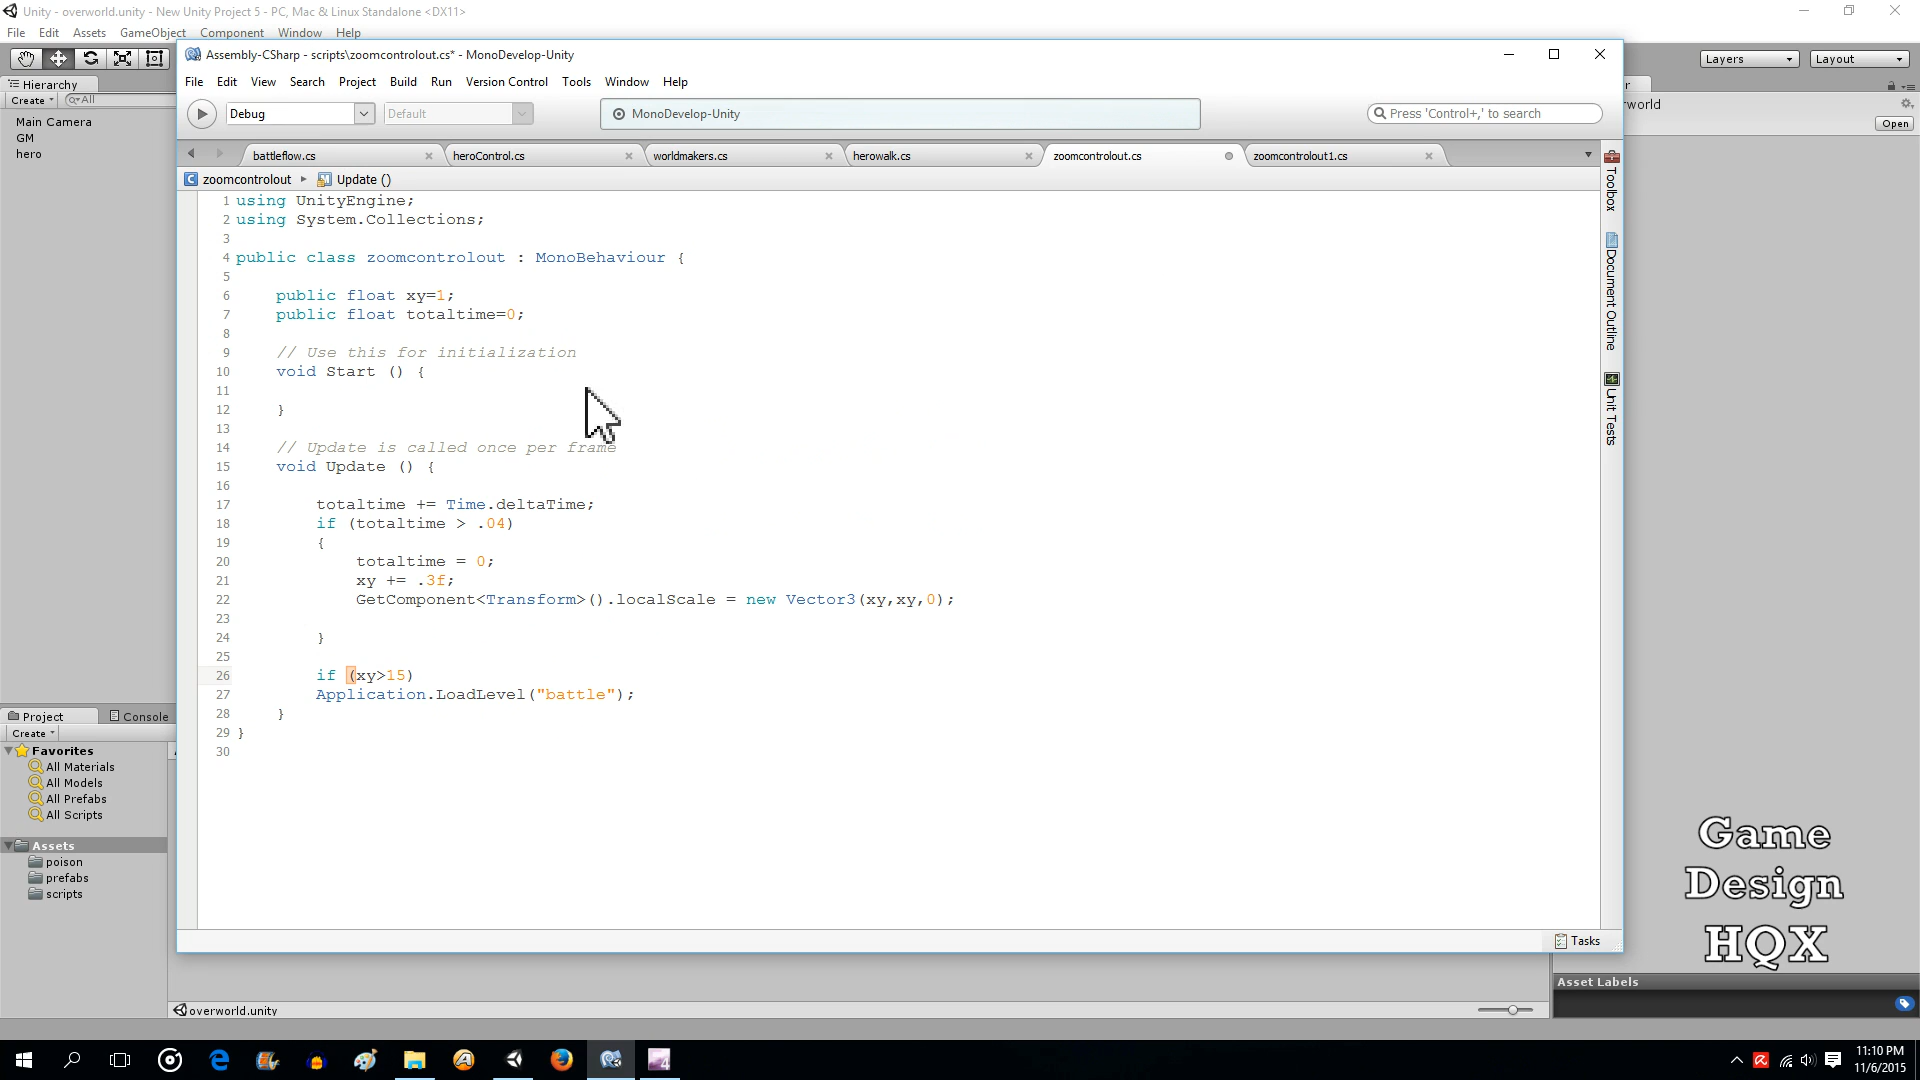 Unity - overworld.unity - New Unity Project 5 - PC, Mac & Linux Standalone <DX11>
File Edit Assets GameObject Component Window Help
Layers Layout
Hierarchy
Create All
Main Camera
GM
hero
Assembly-CSharp - scripts\zoomcontrolout.cs* - MonoDevelop-Unity
File Edit View Search Project Build Run Version Control Tools Window Help
Debug Default MonoDevelop-Unity Press 'Control+,' to search
battleflow.cs heroControl.cs worldmakers.cs herowalk.cs zoomcontrolout.cs zoomcontrolout1.cs
zoomcontrolout Update ()
1 using UnityEngine;
2 using System.Collections;
3
4 public class zoomcontrolout : MonoBehaviour {
5
6 public float xy=1;
7 public float totaltime=0;
8
9 // Use this for initialization
10 void Start () {
11
12 }
13
14 // Update is called once per frame
15 void Update () {
16
17 totaltime += Time.deltaTime;
18 if (totaltime > .04)
19 {
20 totaltime = 0;
21 xy += .3f;
22 GetComponent<Transform>().localScale = new Vector3(xy,xy,0);
23
24 }
25
26 if (xy>15)
27 Application.LoadLevel("battle");
28 }
29 }
30
Toolbox
Document Outline
Unit Tests
Tasks
r
world
Open
Project Console
Create
Favorites
All Materials
All Models
All Prefabs
All Scripts
Assets
poison
prefabs
scripts
overworld.unity
Game
Design
HQX
Asset Labels
11:10 PM
11/6/2015